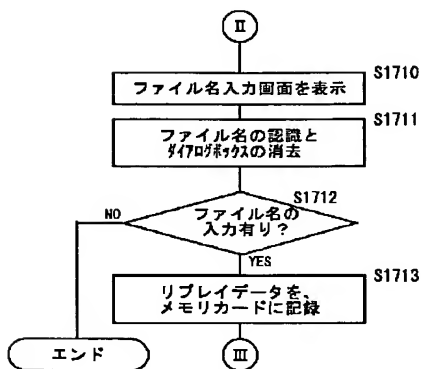 II
S1710
ファイル名入力画面を表示
S1711
ファイル名の認識と
ダイアログボックスの消去
S1712
ファイル名の
入力有り?
NO
YES
S1713
リプレイデータを、
メモリカードに記録
エンド
III